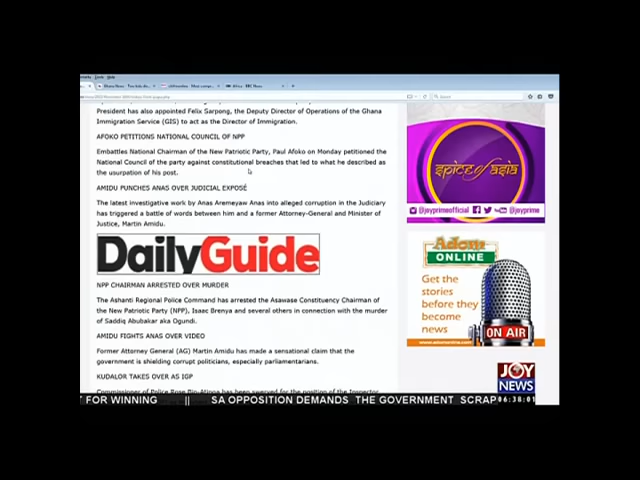 President has also appointed Felix Sarpong, the Deputy Director of Operations of the Ghana
Immigration Service (GIS) to act as the Director of Immigration.
AFOKO PETITIONS NATIONAL COUNCIL OF NPP
Embattles National Chairman of the New Patriotic Party, Paul Afoko on Monday petitioned the
National Council of the party against constitutional breaches that led to what he described as
the usurpation of his post.
AMIDU PUNCHES ANAS OVER JUDICIAL EXPOSÉ
The latest investigative work by Anas Aremeyaw Anas into alleged corruption in the Judiciary
has triggered a battle of words between him and a former Attorney-General and Minister of
Justice, Martin Amidu.
DailyGuide
NPP CHAIRMAN ARRESTED OVER MURDER
The Ashanti Regional Police Command has arrested the Asawase Constituency Chairman of
the New Patriotic Party (NPP), Isaac Brenya and several others in connection with the murder
of Saddiq Abubakar aka Ogundi.
AMIDU FIGHTS ANAS OVER VIDEO
Former Attorney General (AG) Martin Amidu has made a sensational claim that the
government is shielding corrupt politicians, especially parliamentarians.
KUDALOR TAKES OVER AS IGP
spice of asia
@joyprimeofficial
You @joyprime
Adom
ONLINE
Get the
stories
before they
become
news
ON AIR
www.adomonline.com
JOY
NEWS
06:38:01
T FOR WINNING || SA OPPOSITION DEMANDS THE GOVERNMENT SCRAP